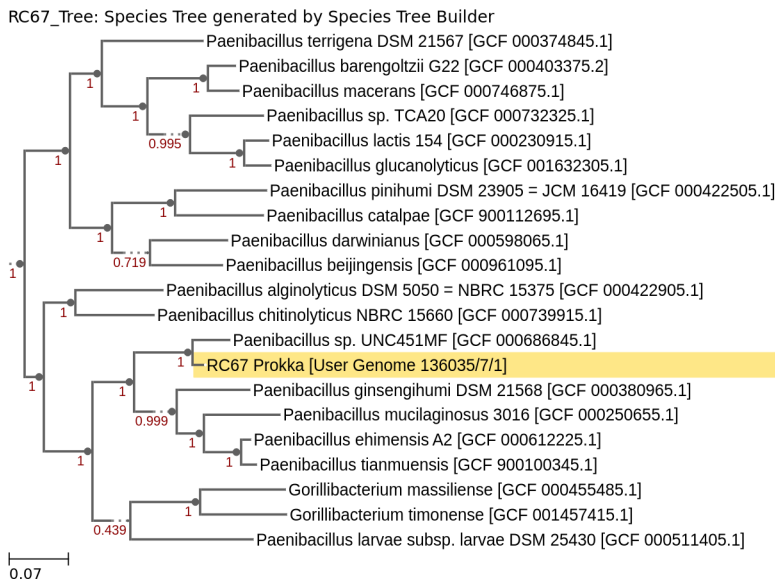 RC67_Tree: Species Tree generated by Species Tree Builder
Paenibacillus terrigena DSM 21567 [GCF 000374845.1]
Paenibacillus barengoltzii G22 [GCF 000403375.2]
1
1
Paenibacillus macerans [GCF 000746875.1]
1
Paenibacillus sp. TCA20 [GCF 000732325.1]
0.995
Paenibacillus lactis 154 [GCF 000230915.1]
1
1
Paenibacillus glucanolyticus [GCF 001632305.1]
Paenibacillus pinihumi DSM 23905 = JCM 16419 [GCF 000422505.1]
1
Paenibacillus catalpae [GCF 900112695.1]
1
Paenibacillus darwinianus [GCF 000598065.1]
0.719
Paenibacillus beijingensis [GCF 000961095.1]
1
Paenibacillus alginolyticus DSM 5050 = NBRC 15375 [GCF 000422905.1]
1
Paenibacillus chitinolyticus NBRC 15660 [GCF 000739915.1]
Paenibacillus sp. UNC451MF [GCF 000686845.1]
1
RC67 Prokka [User Genome 136035/7/1]
1
1
Paenibacillus ginsengihumi DSM 21568 [GCF 000380965.1]
0.999
Paenibacillus mucilaginosus 3016 [GCF 000250655.1]
1
Paenibacillus ehimensis A2 [GCF 000612225.1]
1
1
Paenibacillus tianmuensis [GCF 900100345.1]
Gorillibacterium massiliense [GCF 000455485.1]
1
Gorillibacterium timonense [GCF 001457415.1]
0.439
Paenibacillus larvae subsp. larvae DSM 25430 [GCF 000511405.1]
0.07